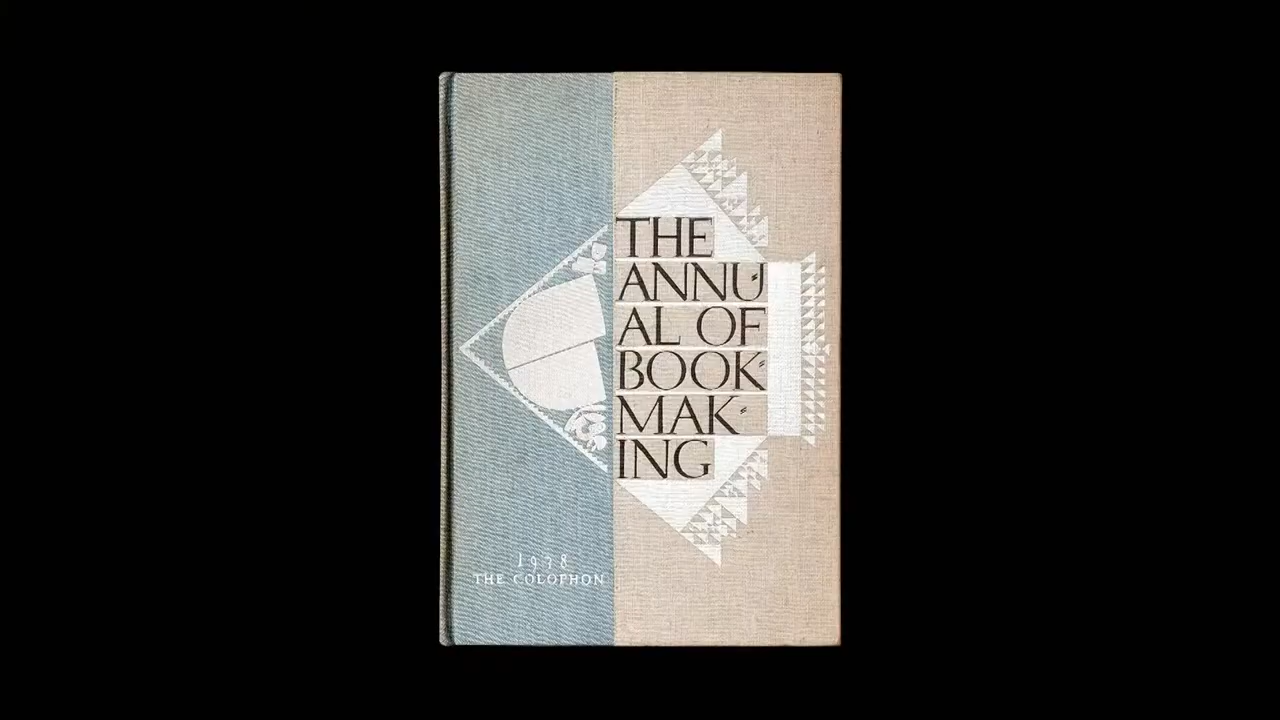 THE
ANNU-
AL OF
BOOK-
MAK-
ING
1938
THE COLOPHON